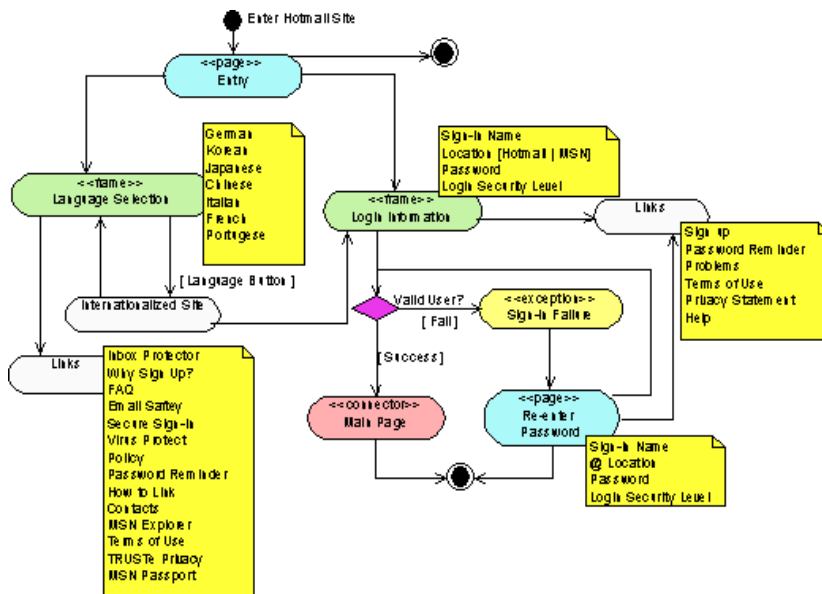 Enter Hotmail Site
<<page>>
Entry
German
Korean
Japanese
Chinese
Italian
French
Portugese
Sign-In Name
Location [Hotmail | MSN]
Password
Login Security Level
<<frame>>
Language Selection
<<frame>>
Login Information
Links
Sign up
Password Reminder
Problems
Terms of Use
Privacy Statement
Help
[Language Button]
Internationalized Site
Valid User?
[Fail]
<<exception>>
Sign-In Failure
[Success]
Links
Inbox Protector
Why Sign Up?
FAQ
Email Saftey
Secure Sign-In
Virus Protect
Policy
Password Reminder
How to Link
Contacts
MSN Explorer
Terms of Use
TRUSTe Privacy
MSN Passport
<<connector>>
Main Page
<<page>>
Re-enter
Password
Sign-In Name
@ Location
Password
Login Security Level